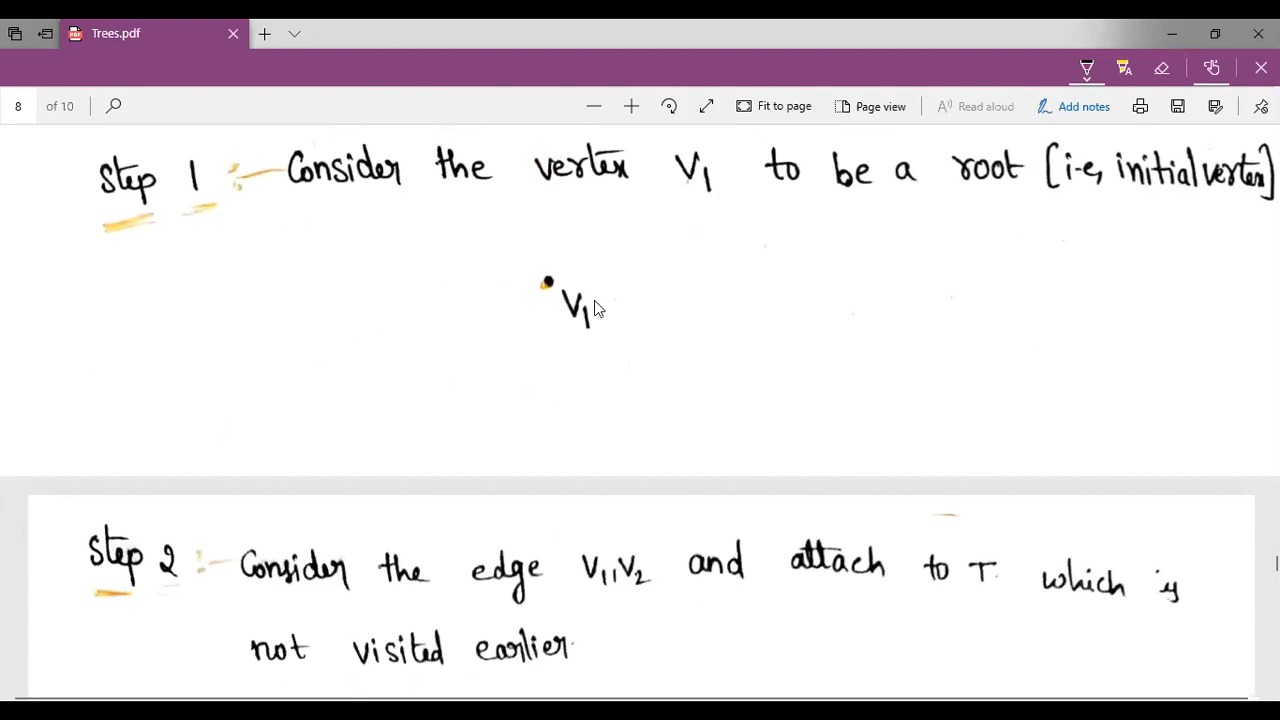 Trees.pdf
8 of 10 Fit to page Page view Read aloud Add notes
Step 1 :- Consider the vertex V1 to be a root [i.e, initial vertex]
V1
Step 2 :- Consider the edge V1, V2 and attach to T. which is
not visited earlier.